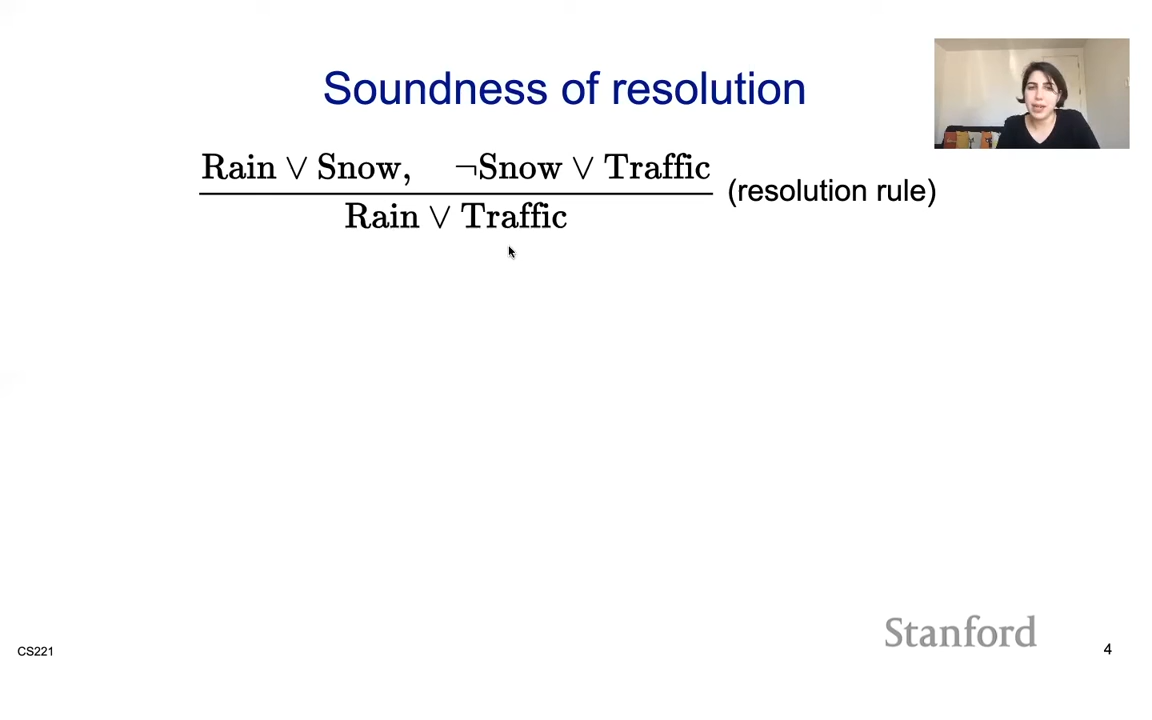 Soundness of resolution
Rain ∨ Snow, ¬Snow ∨ Traffic
Rain ∨ Traffic
(resolution rule)
CS221
Stanford
4